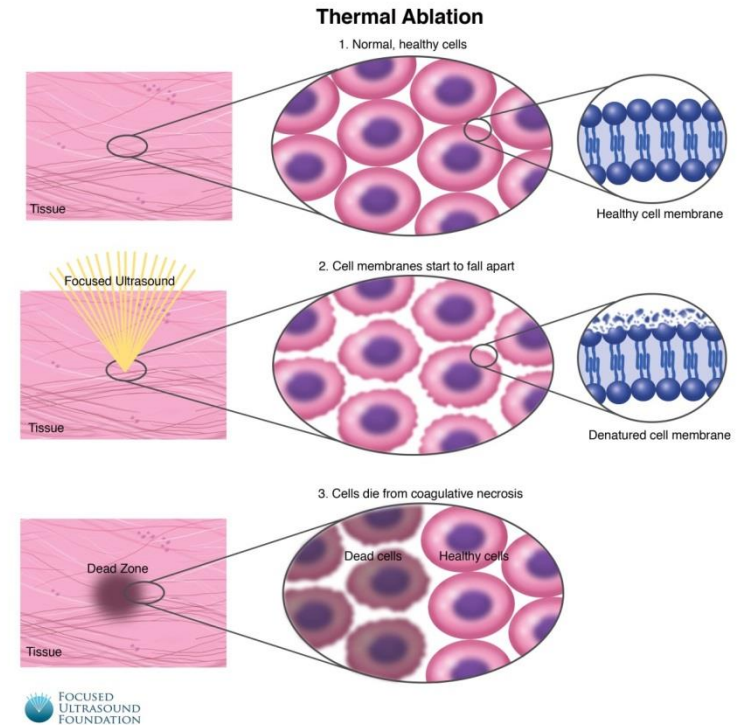 Thermal Ablation
1. Normal, healthy cells
Tissue
Healthy cell membrane
2. Cell membranes start to fall apart
Focused Ultrasound
Tissue
Denatured cell membrane
3. Cells die from coagulative necrosis
Dead cells
Healthy cells
Dead Zone
Tissue
FOCUSED
ULTRASOUND
FOUNDATION